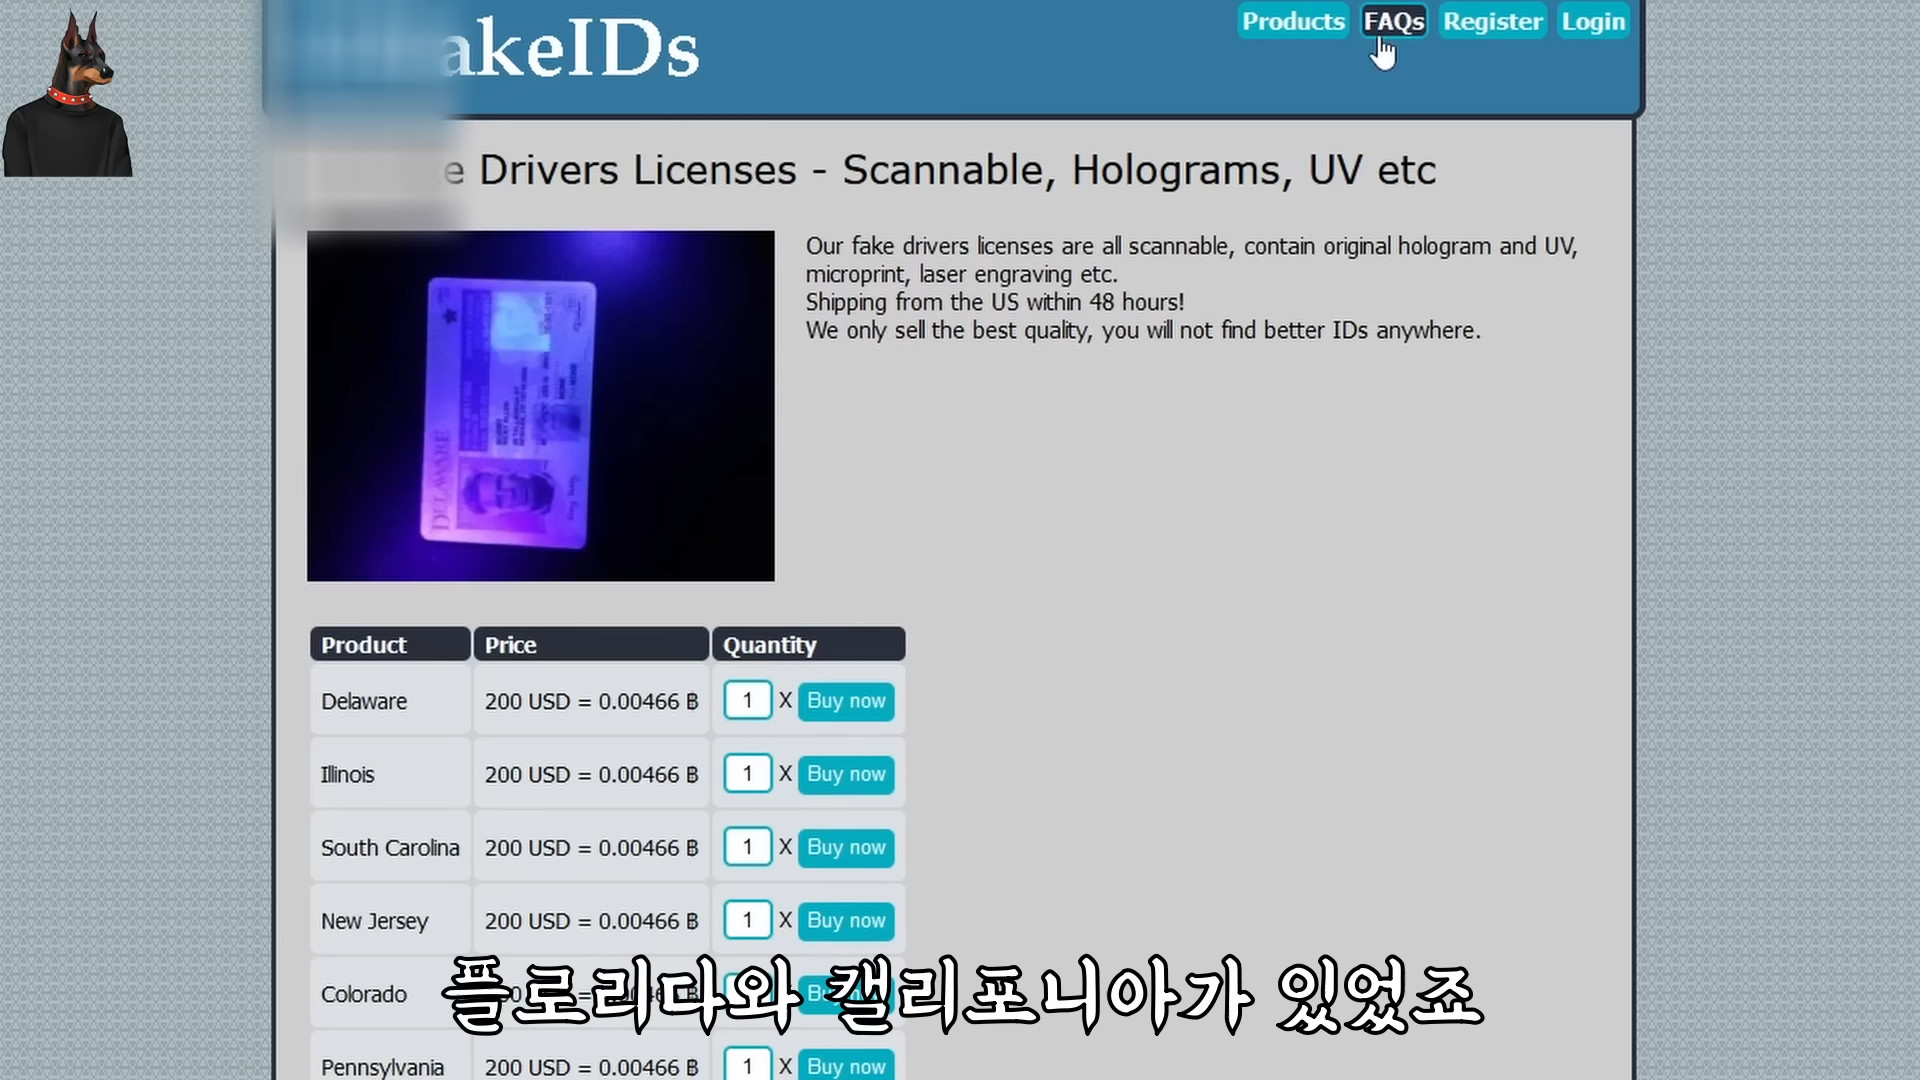 akeIDs
Products FAQs Register Login
e Drivers Licenses - Scannable, Holograms, UV etc
Our fake drivers licenses are all scannable, contain original hologram and UV,
microprint, laser engraving etc.
Shipping from the US within 48 hours!
We only sell the best quality, you will not find better IDs anywhere.
DELAWARE
Product Price Quantity
Delaware 200 USD = 0.00466 ฿ 1 X Buy now
Illinois 200 USD = 0.00466 ฿ 1 X Buy now
South Carolina 200 USD = 0.00466 ฿ 1 X Buy now
New Jersey 200 USD = 0.00466 ฿ 1 X Buy now
Colorado
플로리다와 캘리포니아가 있었죠
Pennsylvania 200 USD = 0.00466 ฿ 1 X Buy now